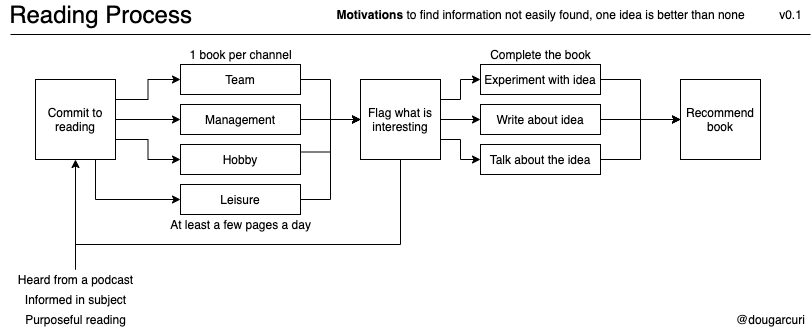 Reading Process
Motivations to find information not easily found, one idea is better than none
v0.1
1 book per channel
Team
Management
Hobby
Leisure
At least a few pages a day
Commit to
reading
Flag what is
interesting
Complete the book
Experiment with idea
Write about idea
Talk about the idea
Recommend
book
Heard from a podcast
Informed in subject
Purposeful reading
@dougarcuri